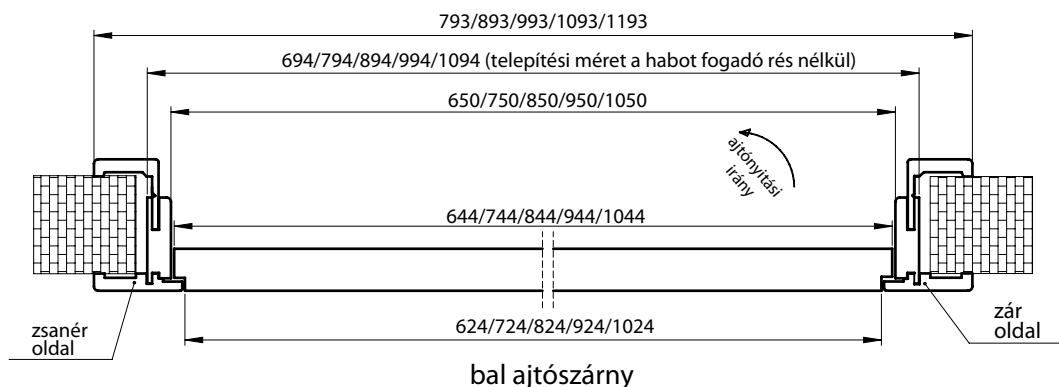 793/893/993/1093/1193
694/794/894/994/1094 (telepítési méret a habot fogadó rés nélkül)
650/750/850/950/1050
ajtónyitási
irány
644/744/844/944/1044
zsanér
oldal
624/724/824/924/1024
zár
oldal
bal ajtószárny